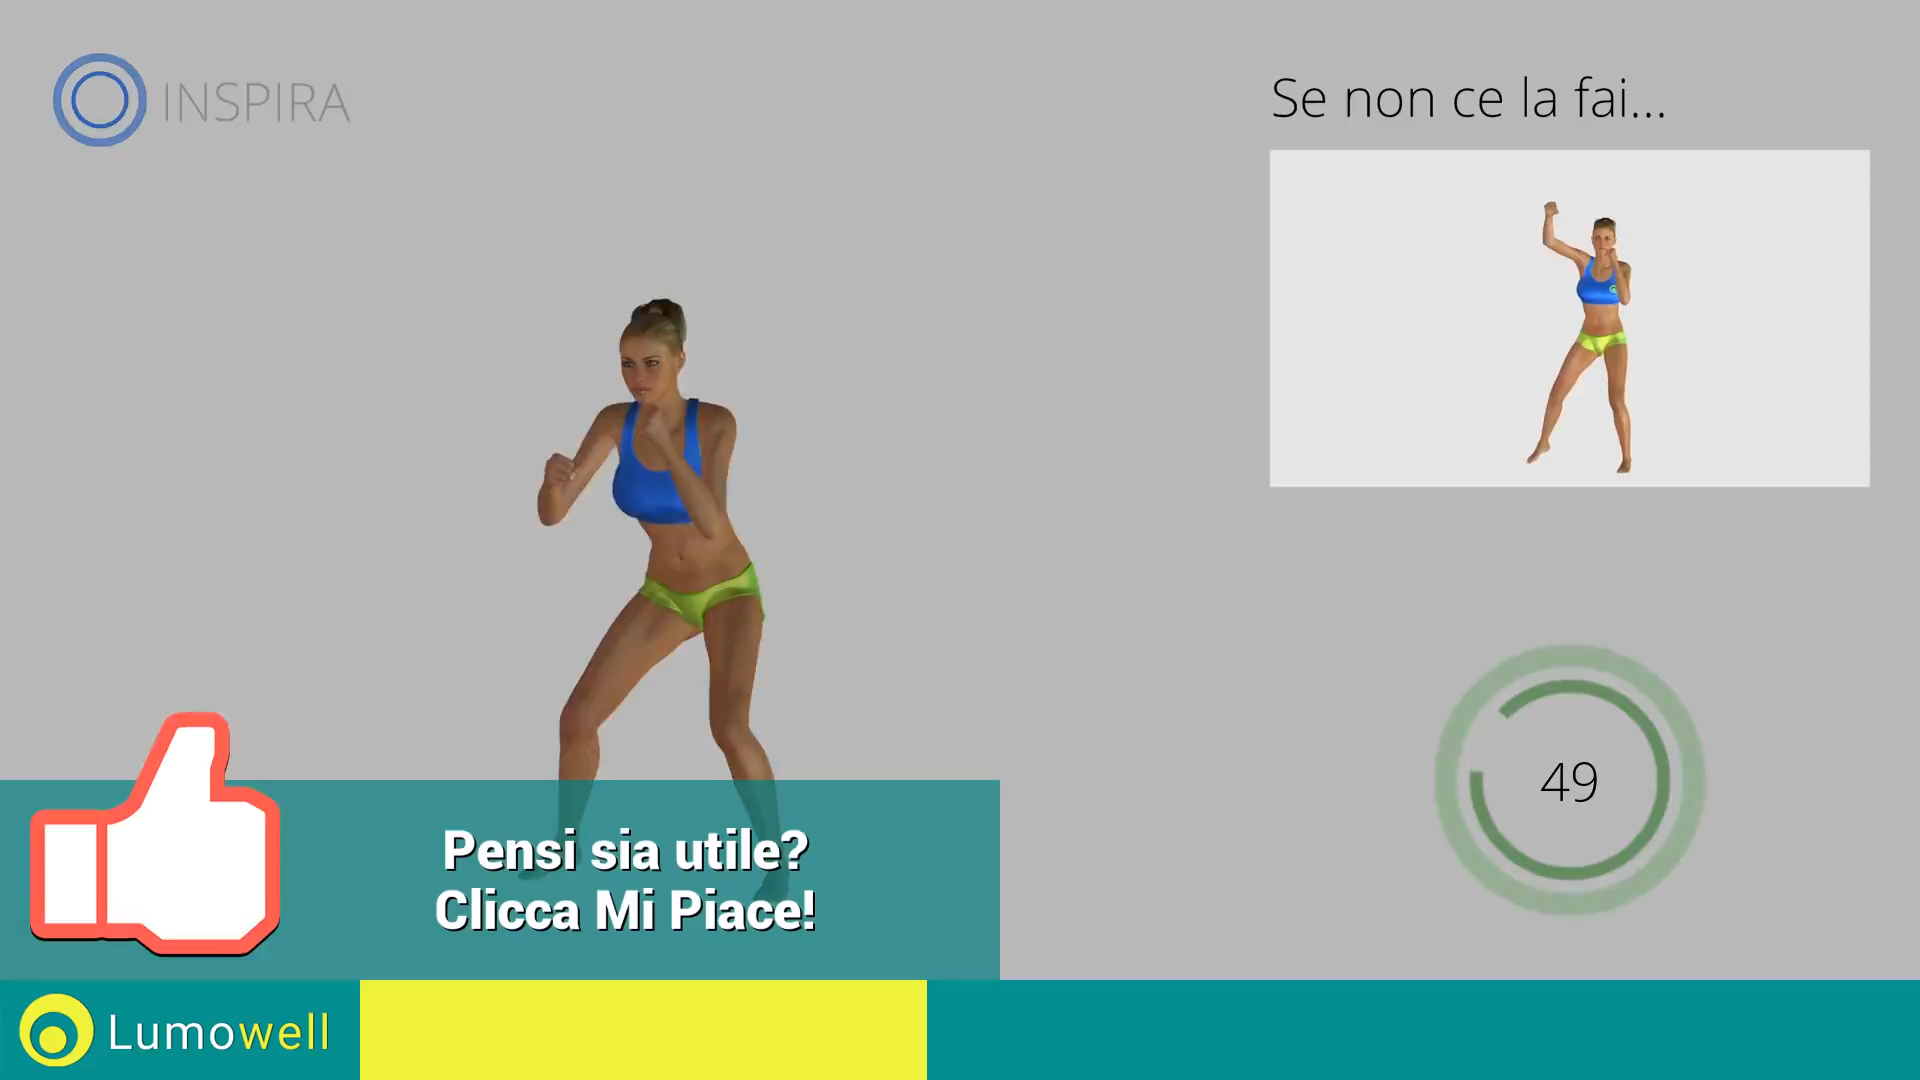 INSPIRA
Se non ce la fai...
49
Pensi sia utile?
Clicca Mi Piace!
Lumowell